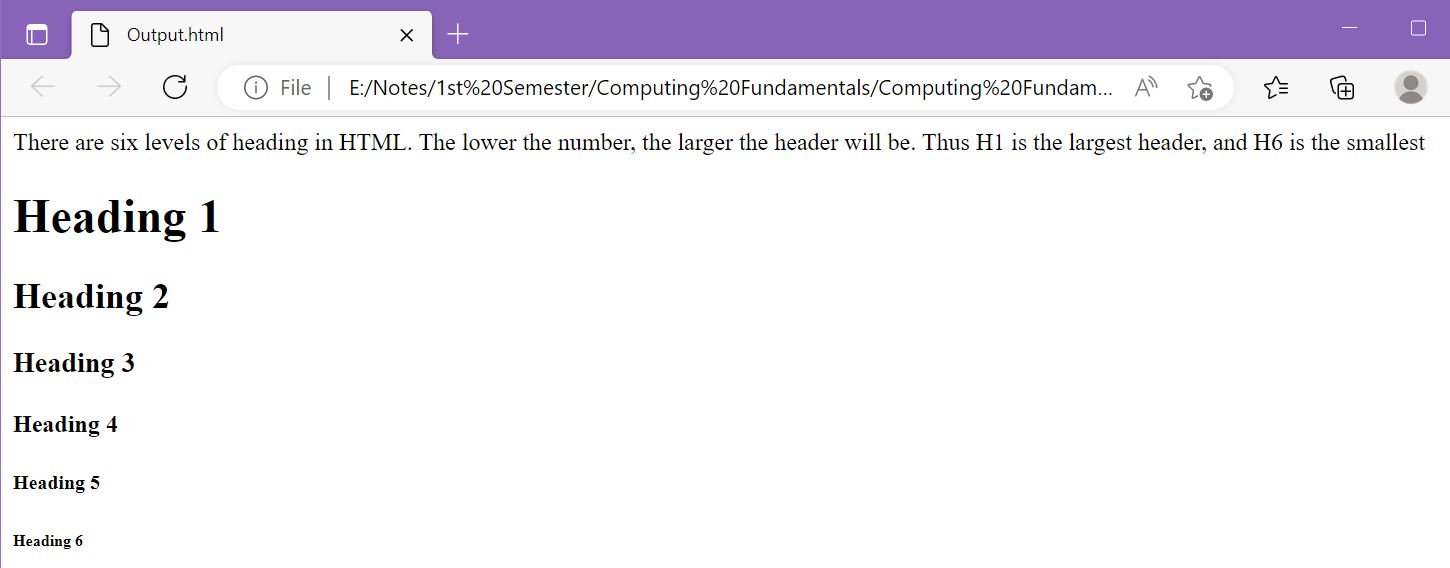 Output.html
File E:/Notes/1st%20Semester/Computing%20Fundamentals/Computing%20Fundam...
There are six levels of heading in HTML. The lower the number, the larger the header will be. Thus H1 is the largest header, and H6 is the smallest
Heading 1
Heading 2
Heading 3
Heading 4
Heading 5
Heading 6